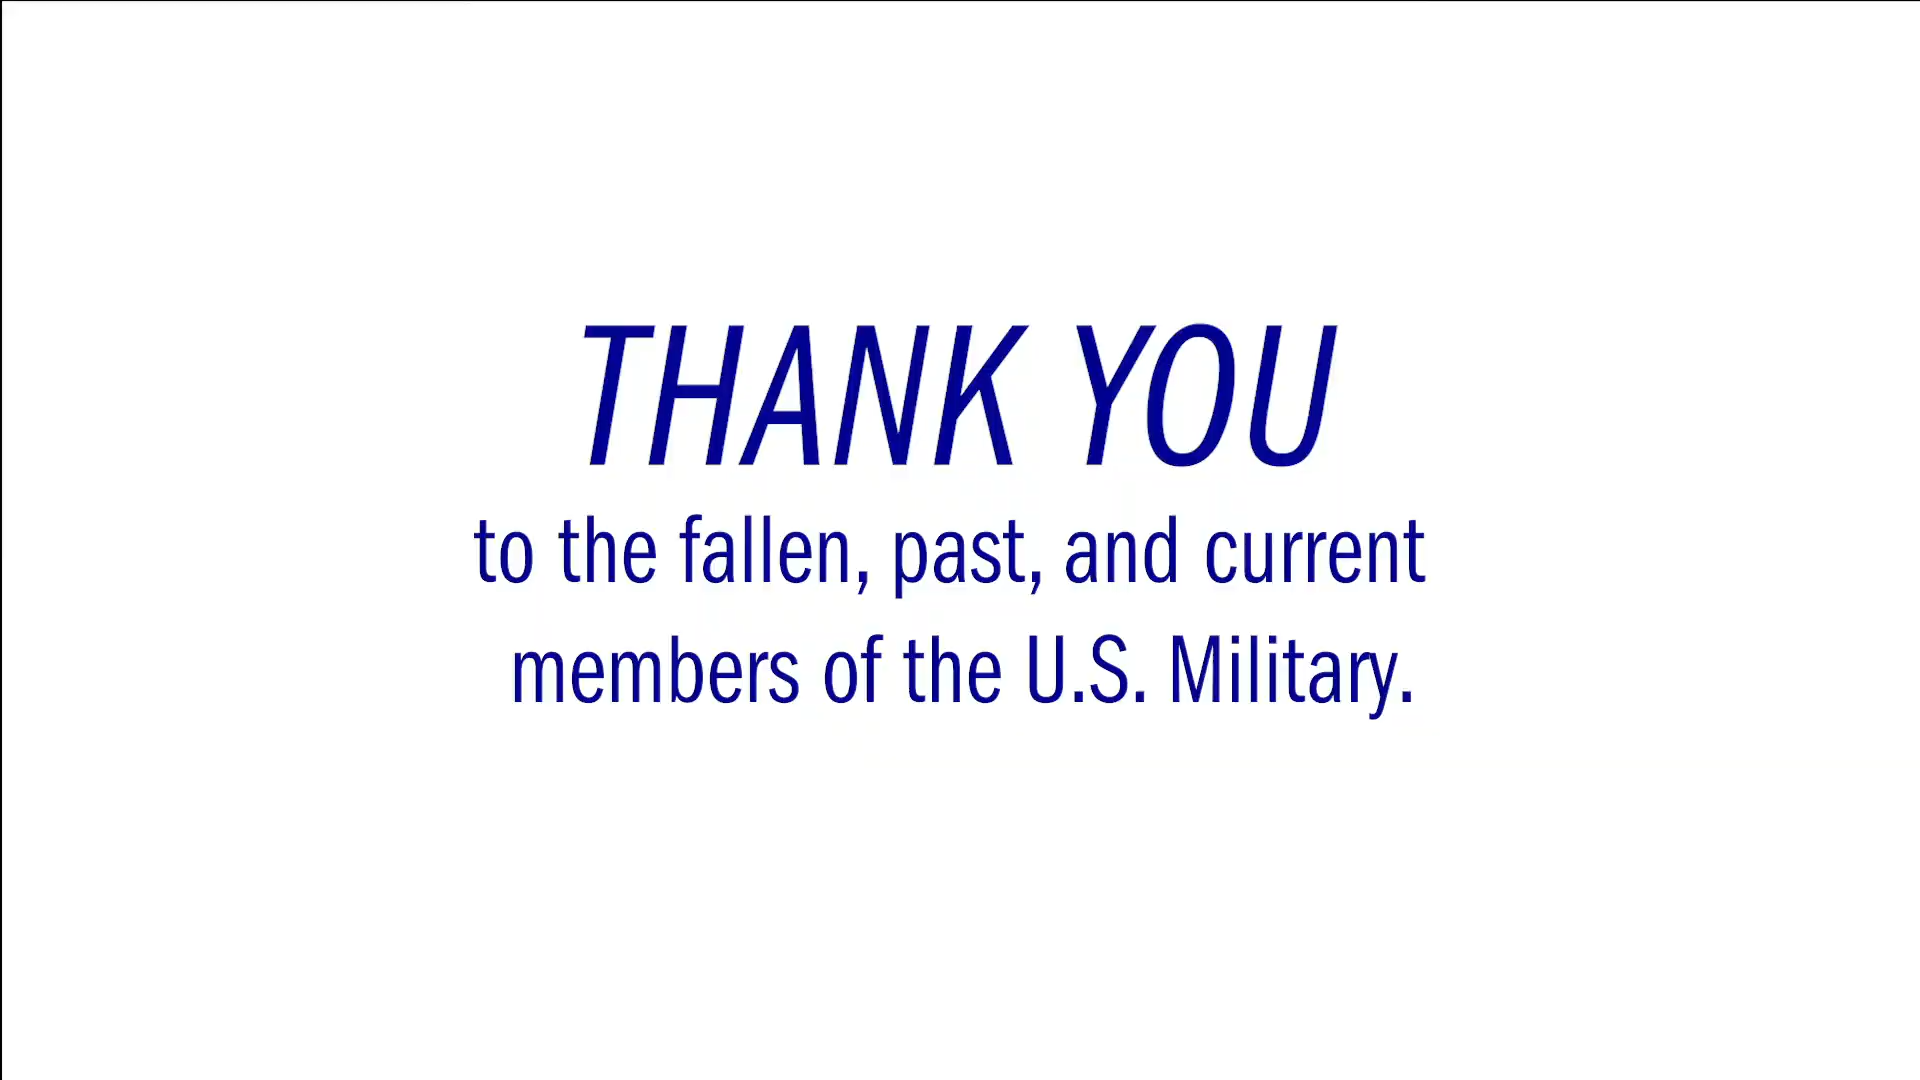 THANK YOU
to the fallen, past, and current
members of the U.S. Military.